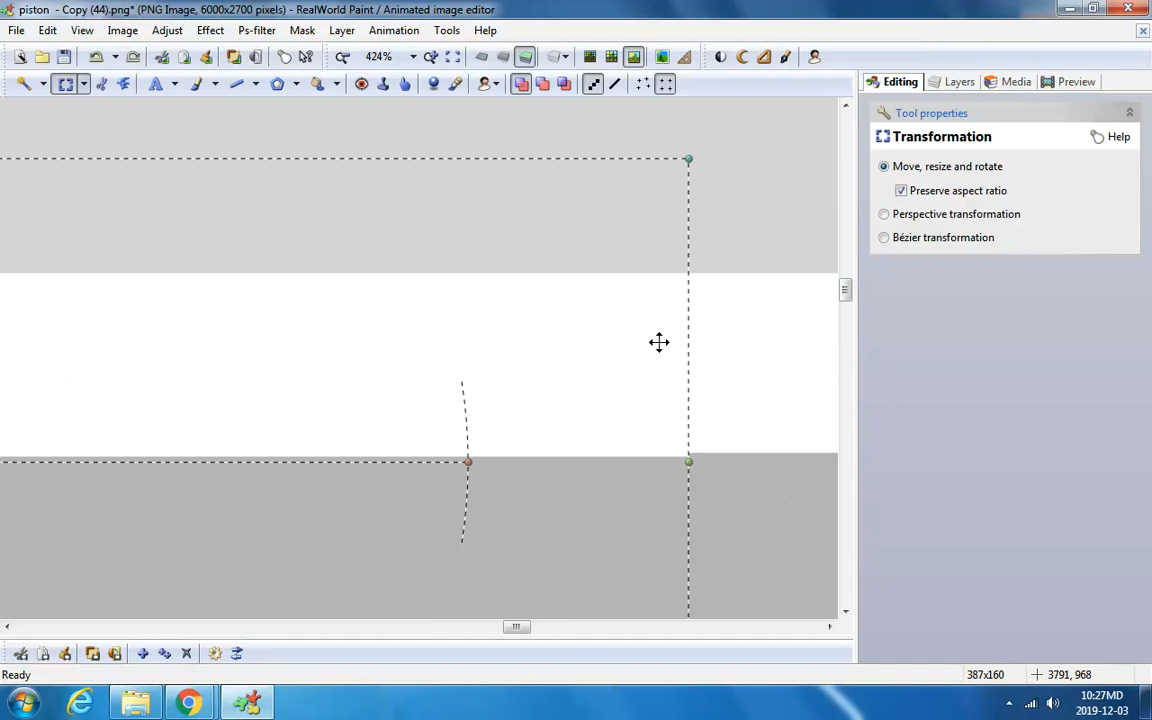 piston - Copy (44).png* (PNG Image, 6000x2700 pixels) - RealWorld Paint / Animated image editor
File Edit View Image Adjust Effect Ps-filter Mask Layer Animation Tools Help
424%
Editing Layers Media Preview
Tool properties
Transformation Help
Move, resize and rotate
Preserve aspect ratio
Perspective transformation
Bézier transformation
Ready 387x160 3791, 968
10:27MD
2019-12-03